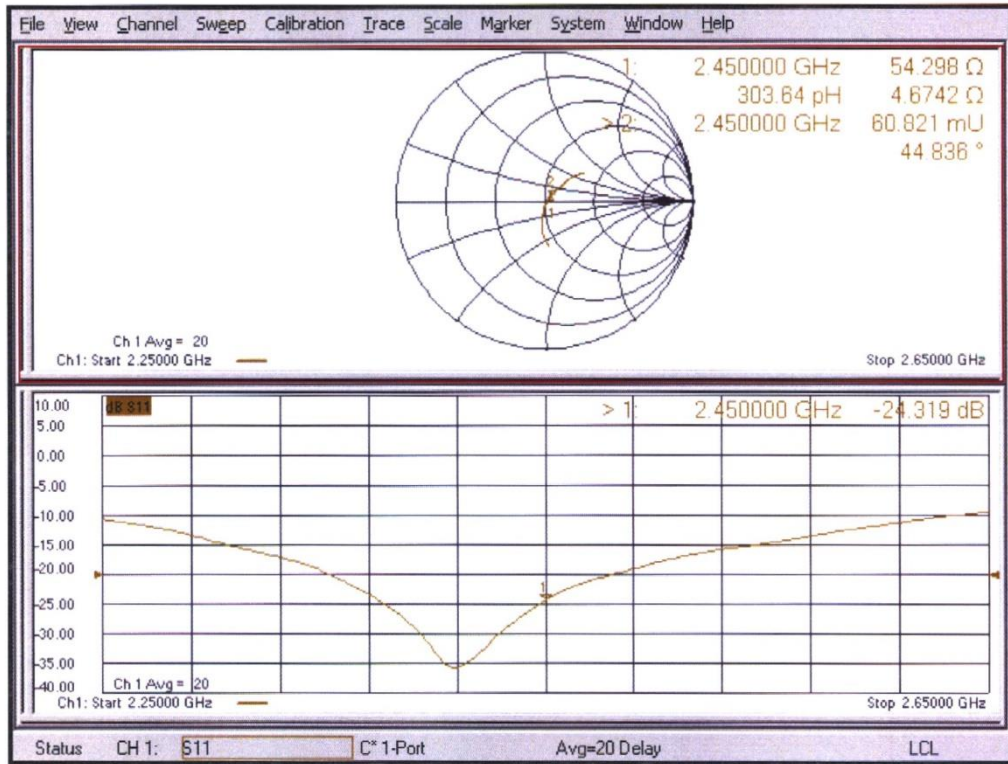 File View Channel Sweep Calibration Trace Scale Marker System Window Help
1: 2.450000 GHz 54.298 Ω
303.64 pH 4.6742 Ω
> 2: 2.450000 GHz 60.821 mU
44.836 °
2
Ch 1 Avg = 20
Ch1: Start 2.25000 GHz Stop 2.65000 GHz
10.00 dB S11 > 1: 2.450000 GHz -24.319 dB
5.00
0.00
-5.00
-10.00
-15.00
-20.00
1
-25.00
-30.00
-35.00
-40.00 Ch 1 Avg = 20
Ch1: Start 2.25000 GHz Stop 2.65000 GHz
Status CH 1: S11 C* 1-Port Avg=20 Delay LCL